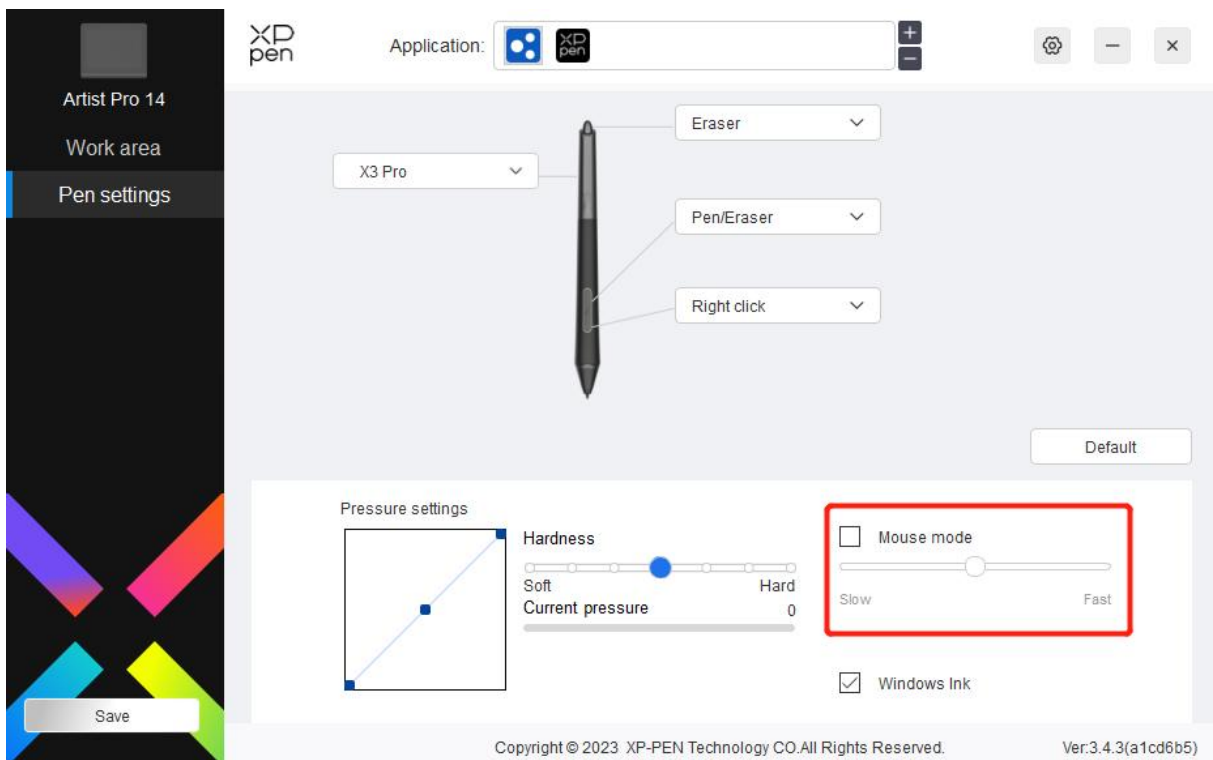 Artist Pro 14
Work area
Pen settings
Save
XP
pen
Application:
XP
pen
+
−
X3 Pro
Eraser
Pen/Eraser
Right click
Default
Pressure settings
Hardness
Soft Hard
Current pressure 0
Mouse mode
Slow Fast
Windows Ink
Copyright © 2023 XP-PEN Technology CO.All Rights Reserved.
Ver:3.4.3(a1cd6b5)